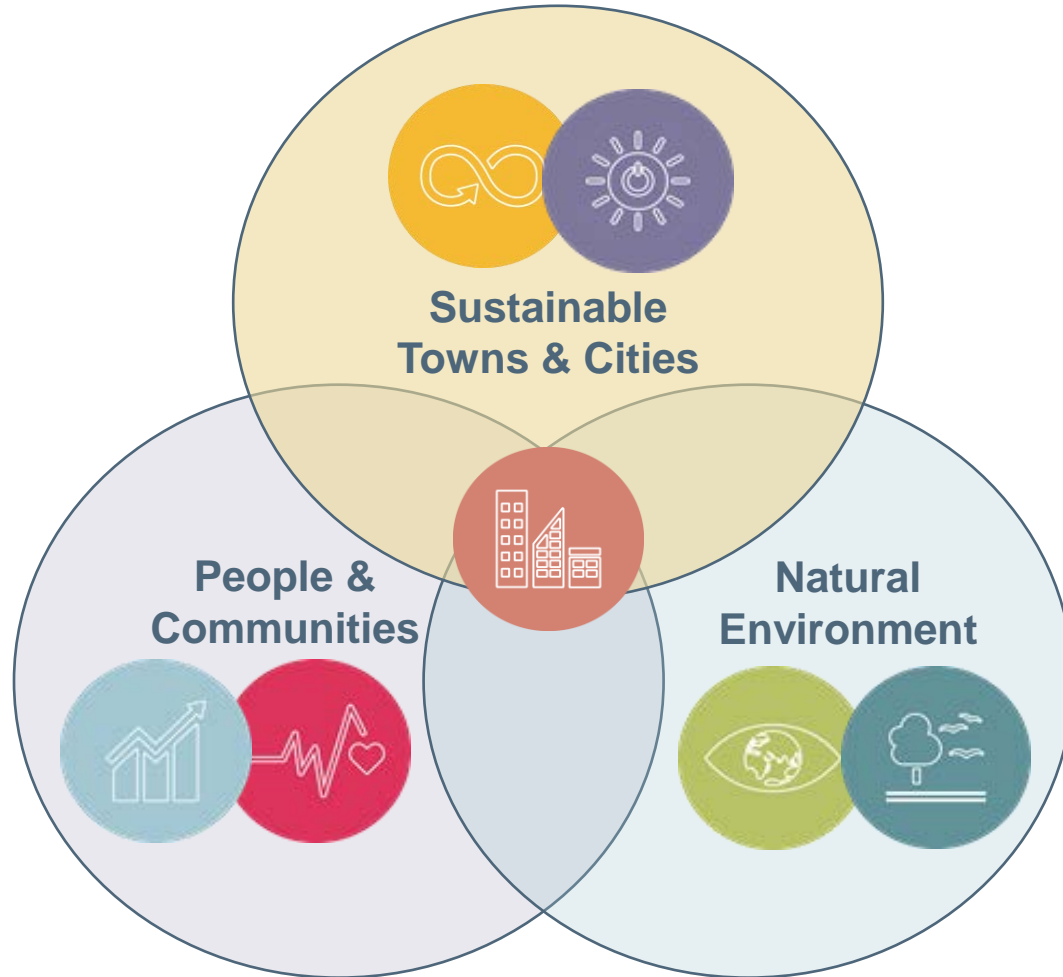 Sustainable
Towns & Cities
People &
Communities
Natural
Environment